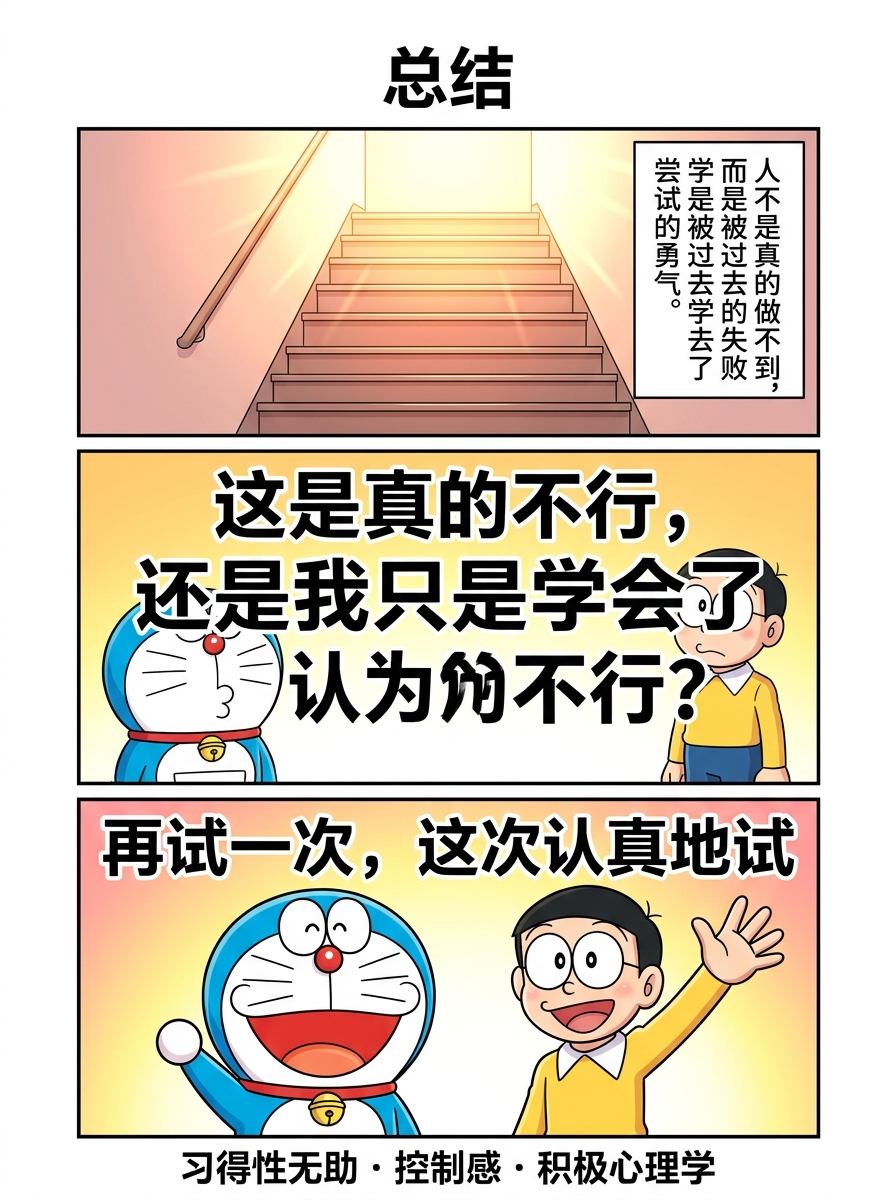 总结
人不是真的做不到，
而是被过去的失败
学是被过去学去了
尝试的勇气。
这是真的不行，
还是我只是学会了
认为不行？
再试一次，这次认真地试
习得性无助·控制感·积极心理学